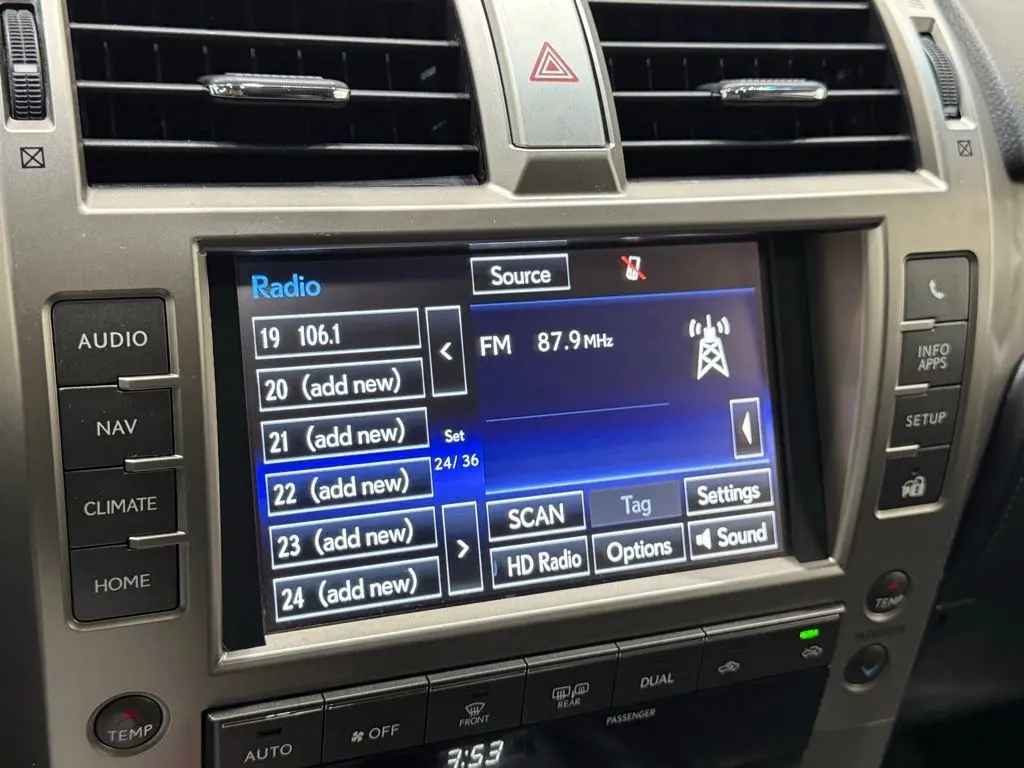 Radio
Source
19 106.1
<
FM 87.9 MHz
20 (add new)
21 (add new)
Set
24/36
22 (add new)
23 (add new)
>
24 (add new)
SCAN
Tag
Settings
HD Radio
Options
Sound
AUDIO
NAV
CLIMATE
HOME
INFO
APPS
SETUP
TEMP
TEMP
AUTO
OFF
FRONT
REAR
DUAL
PASSENGER
3:53